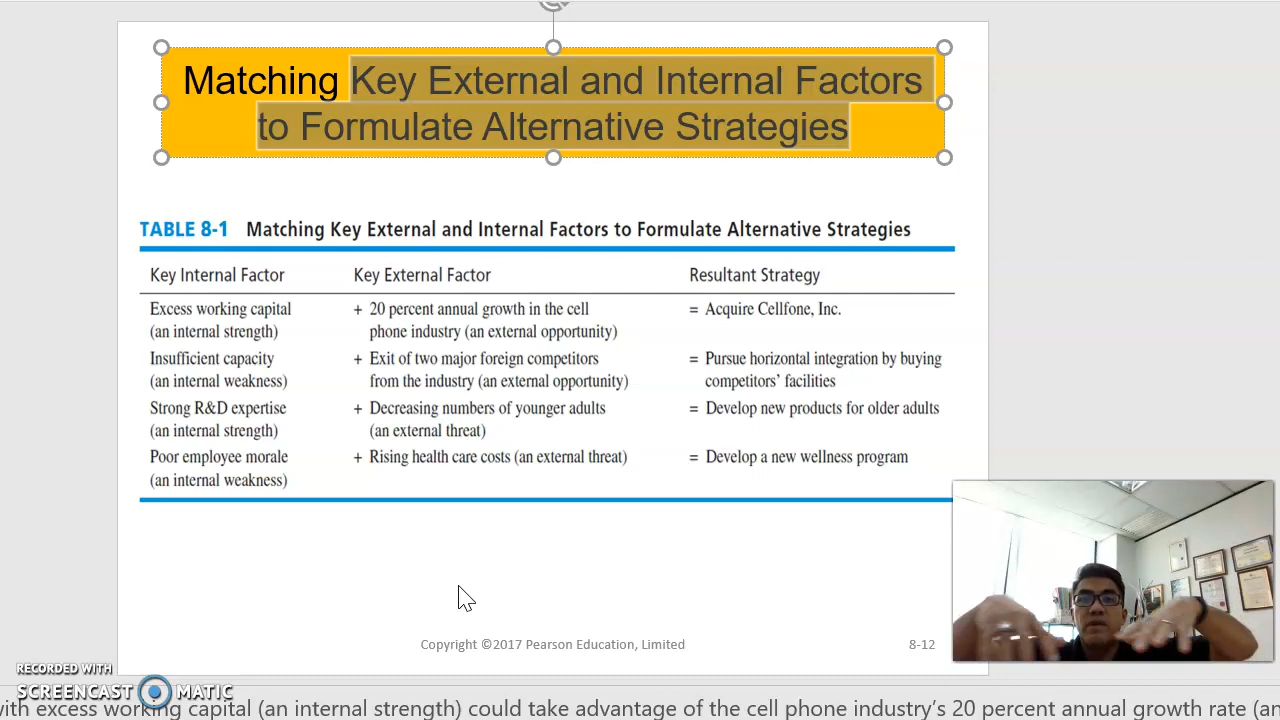 Matching Key External and Internal Factors
to Formulate Alternative Strategies
TABLE 8-1 Matching Key External and Internal Factors to Formulate Alternative Strategies
Key Internal Factor Key External Factor Resultant Strategy
Excess working capital + 20 percent annual growth in the cell = Acquire Cellfone, Inc.
(an internal strength) phone industry (an external opportunity)
Insufficient capacity + Exit of two major foreign competitors = Pursue horizontal integration by buying
(an internal weakness) from the industry (an external opportunity) competitors' facilities
Strong R&D expertise + Decreasing numbers of younger adults = Develop new products for older adults
(an internal strength) (an external threat)
Poor employee morale + Rising health care costs (an external threat) = Develop a new wellness program
(an internal weakness)
Copyright ©2017 Pearson Education, Limited 8-12
RECORDED WITH
SCREENCAST MATIC
with excess working capital (an internal strength) could take advantage of the cell phone industry's 20 percent annual growth rate (an